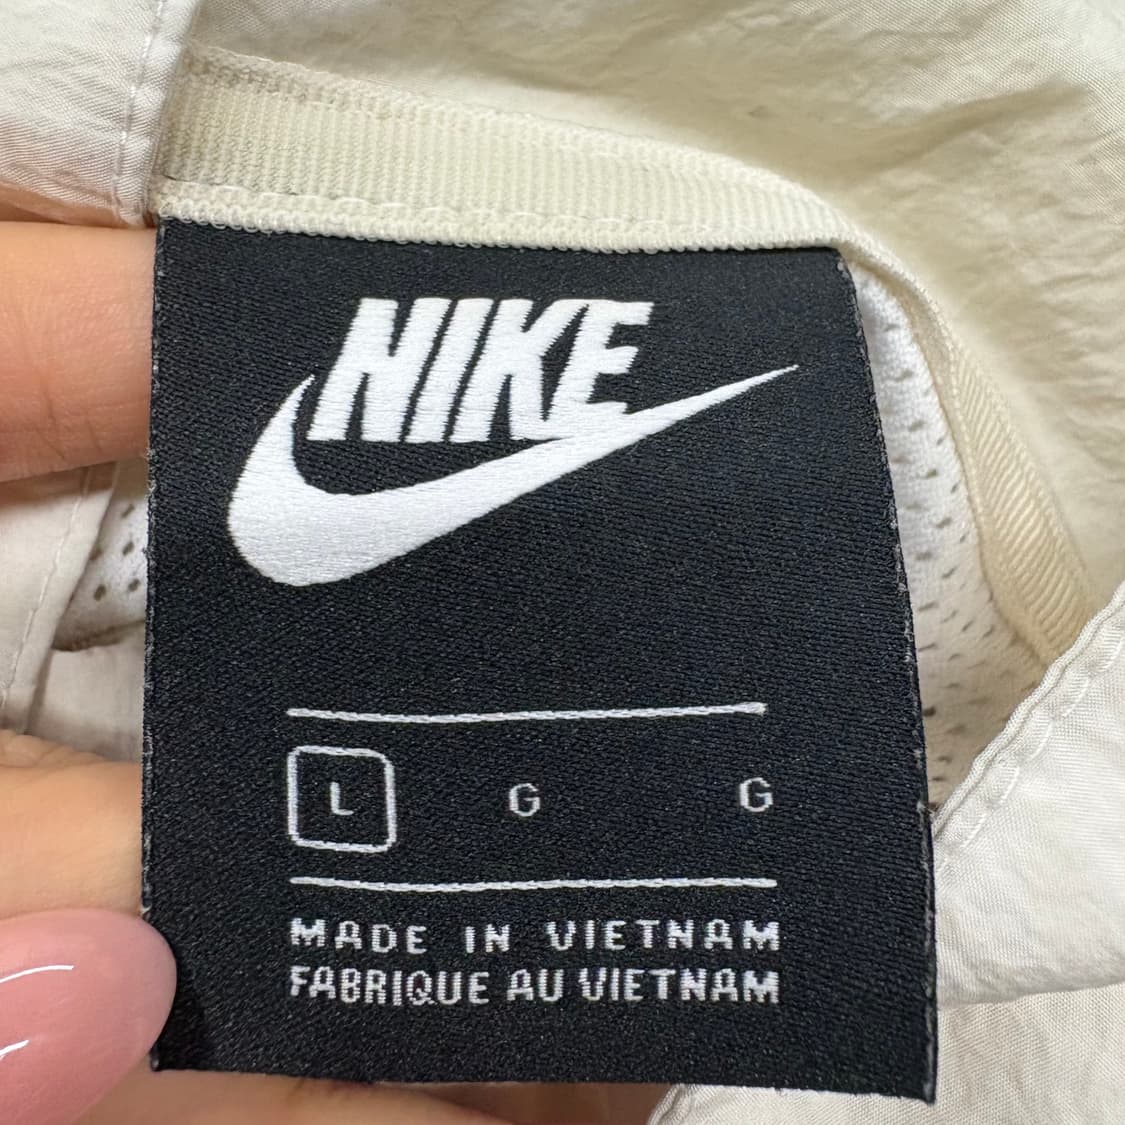 NIKE
L G G
MADE IN VIETNAM
FABRIQUE AU VIETNAM